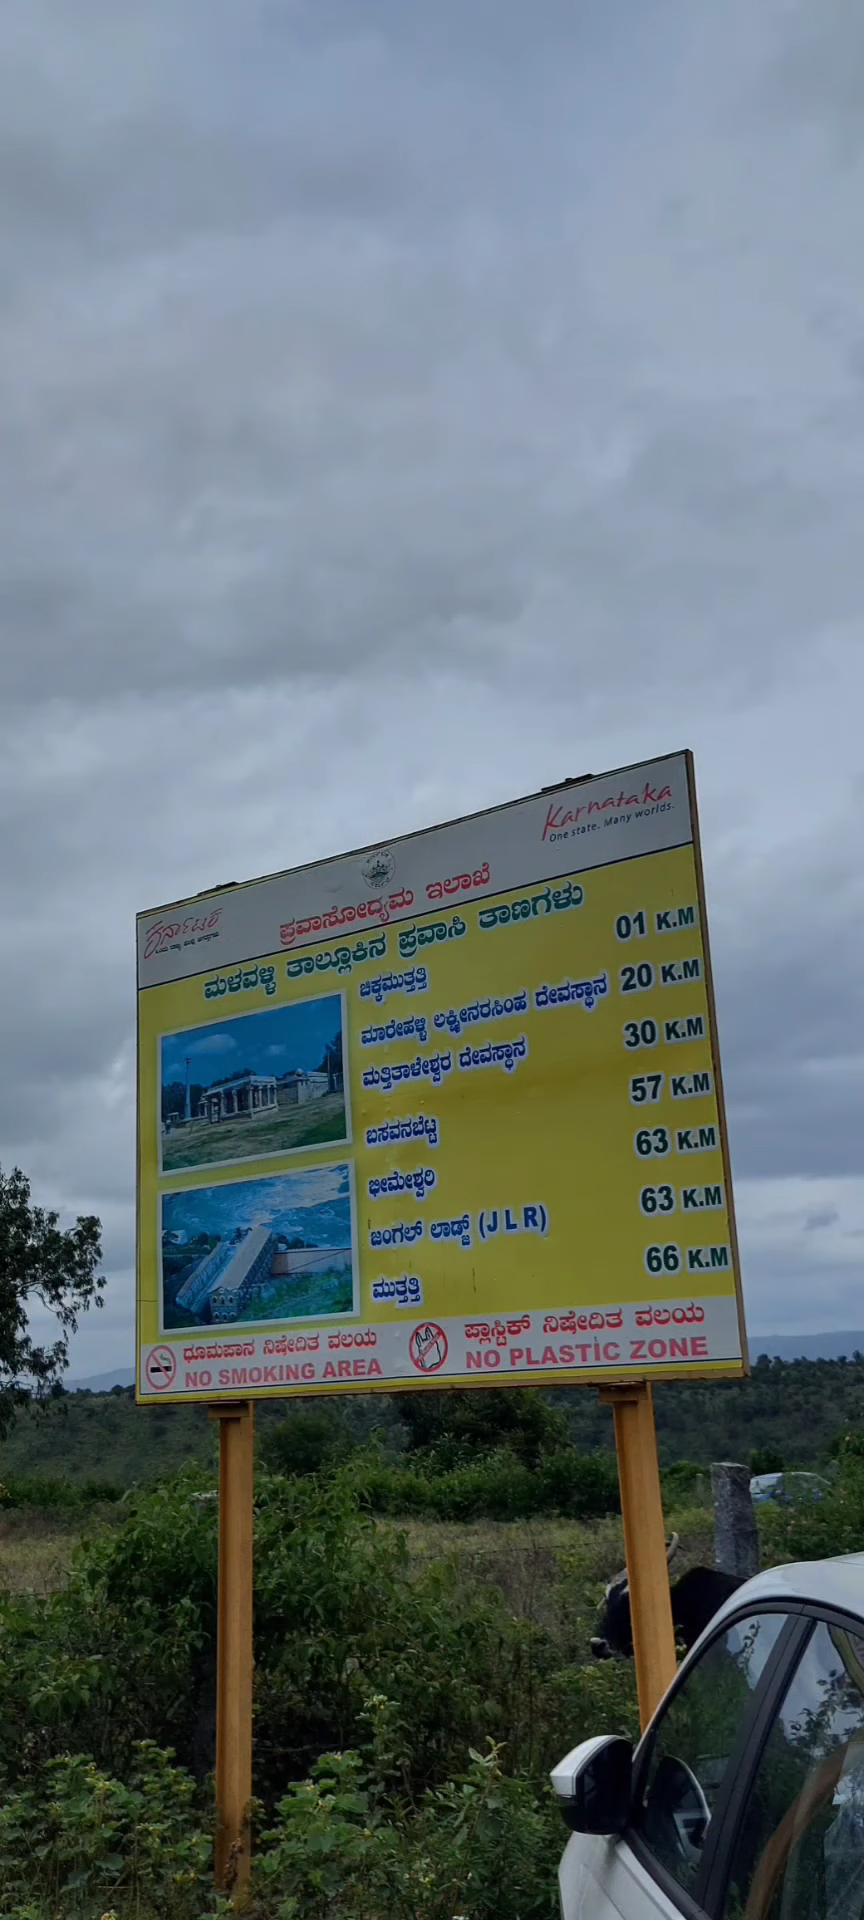 Karnataka
One state. Many worlds.
ಕರ್ನಾಟಕ
ಪ್ರವಾಸೋದ್ಯಮ ಇಲಾಖೆ
ಮಳವಳ್ಳಿ ತಾಲ್ಲೂಕಿನ ಪ್ರವಾಸಿ ತಾಣಗಳು
ಚಿಕ್ಕಮುತ್ತತ್ತಿ 01 K.M
ಮಾರೇಹಳ್ಳಿ ಲಕ್ಷ್ಮೀನರಸಿಂಹ ದೇವಸ್ಥಾನ 20 K.M
ಮತ್ತಿತಾಳೇಶ್ವರ ದೇವಸ್ಥಾನ 30 K.M
ಬಸವನಬೆಟ್ಟ 57 K.M
ಭೀಮೇಶ್ವರಿ 63 K.M
ಜಂಗಲ್ ಲಾಡ್ಜ್ (J L R) 63 K.M
ಮುತ್ತತ್ತಿ 66 K.M
ಧೂಮಪಾನ ನಿಷೇದಿತ ವಲಯ
NO SMOKING AREA
ಪ್ಲಾಸ್ಟಿಕ್ ನಿಷೇದಿತ ವಲಯ
NO PLASTIC ZONE